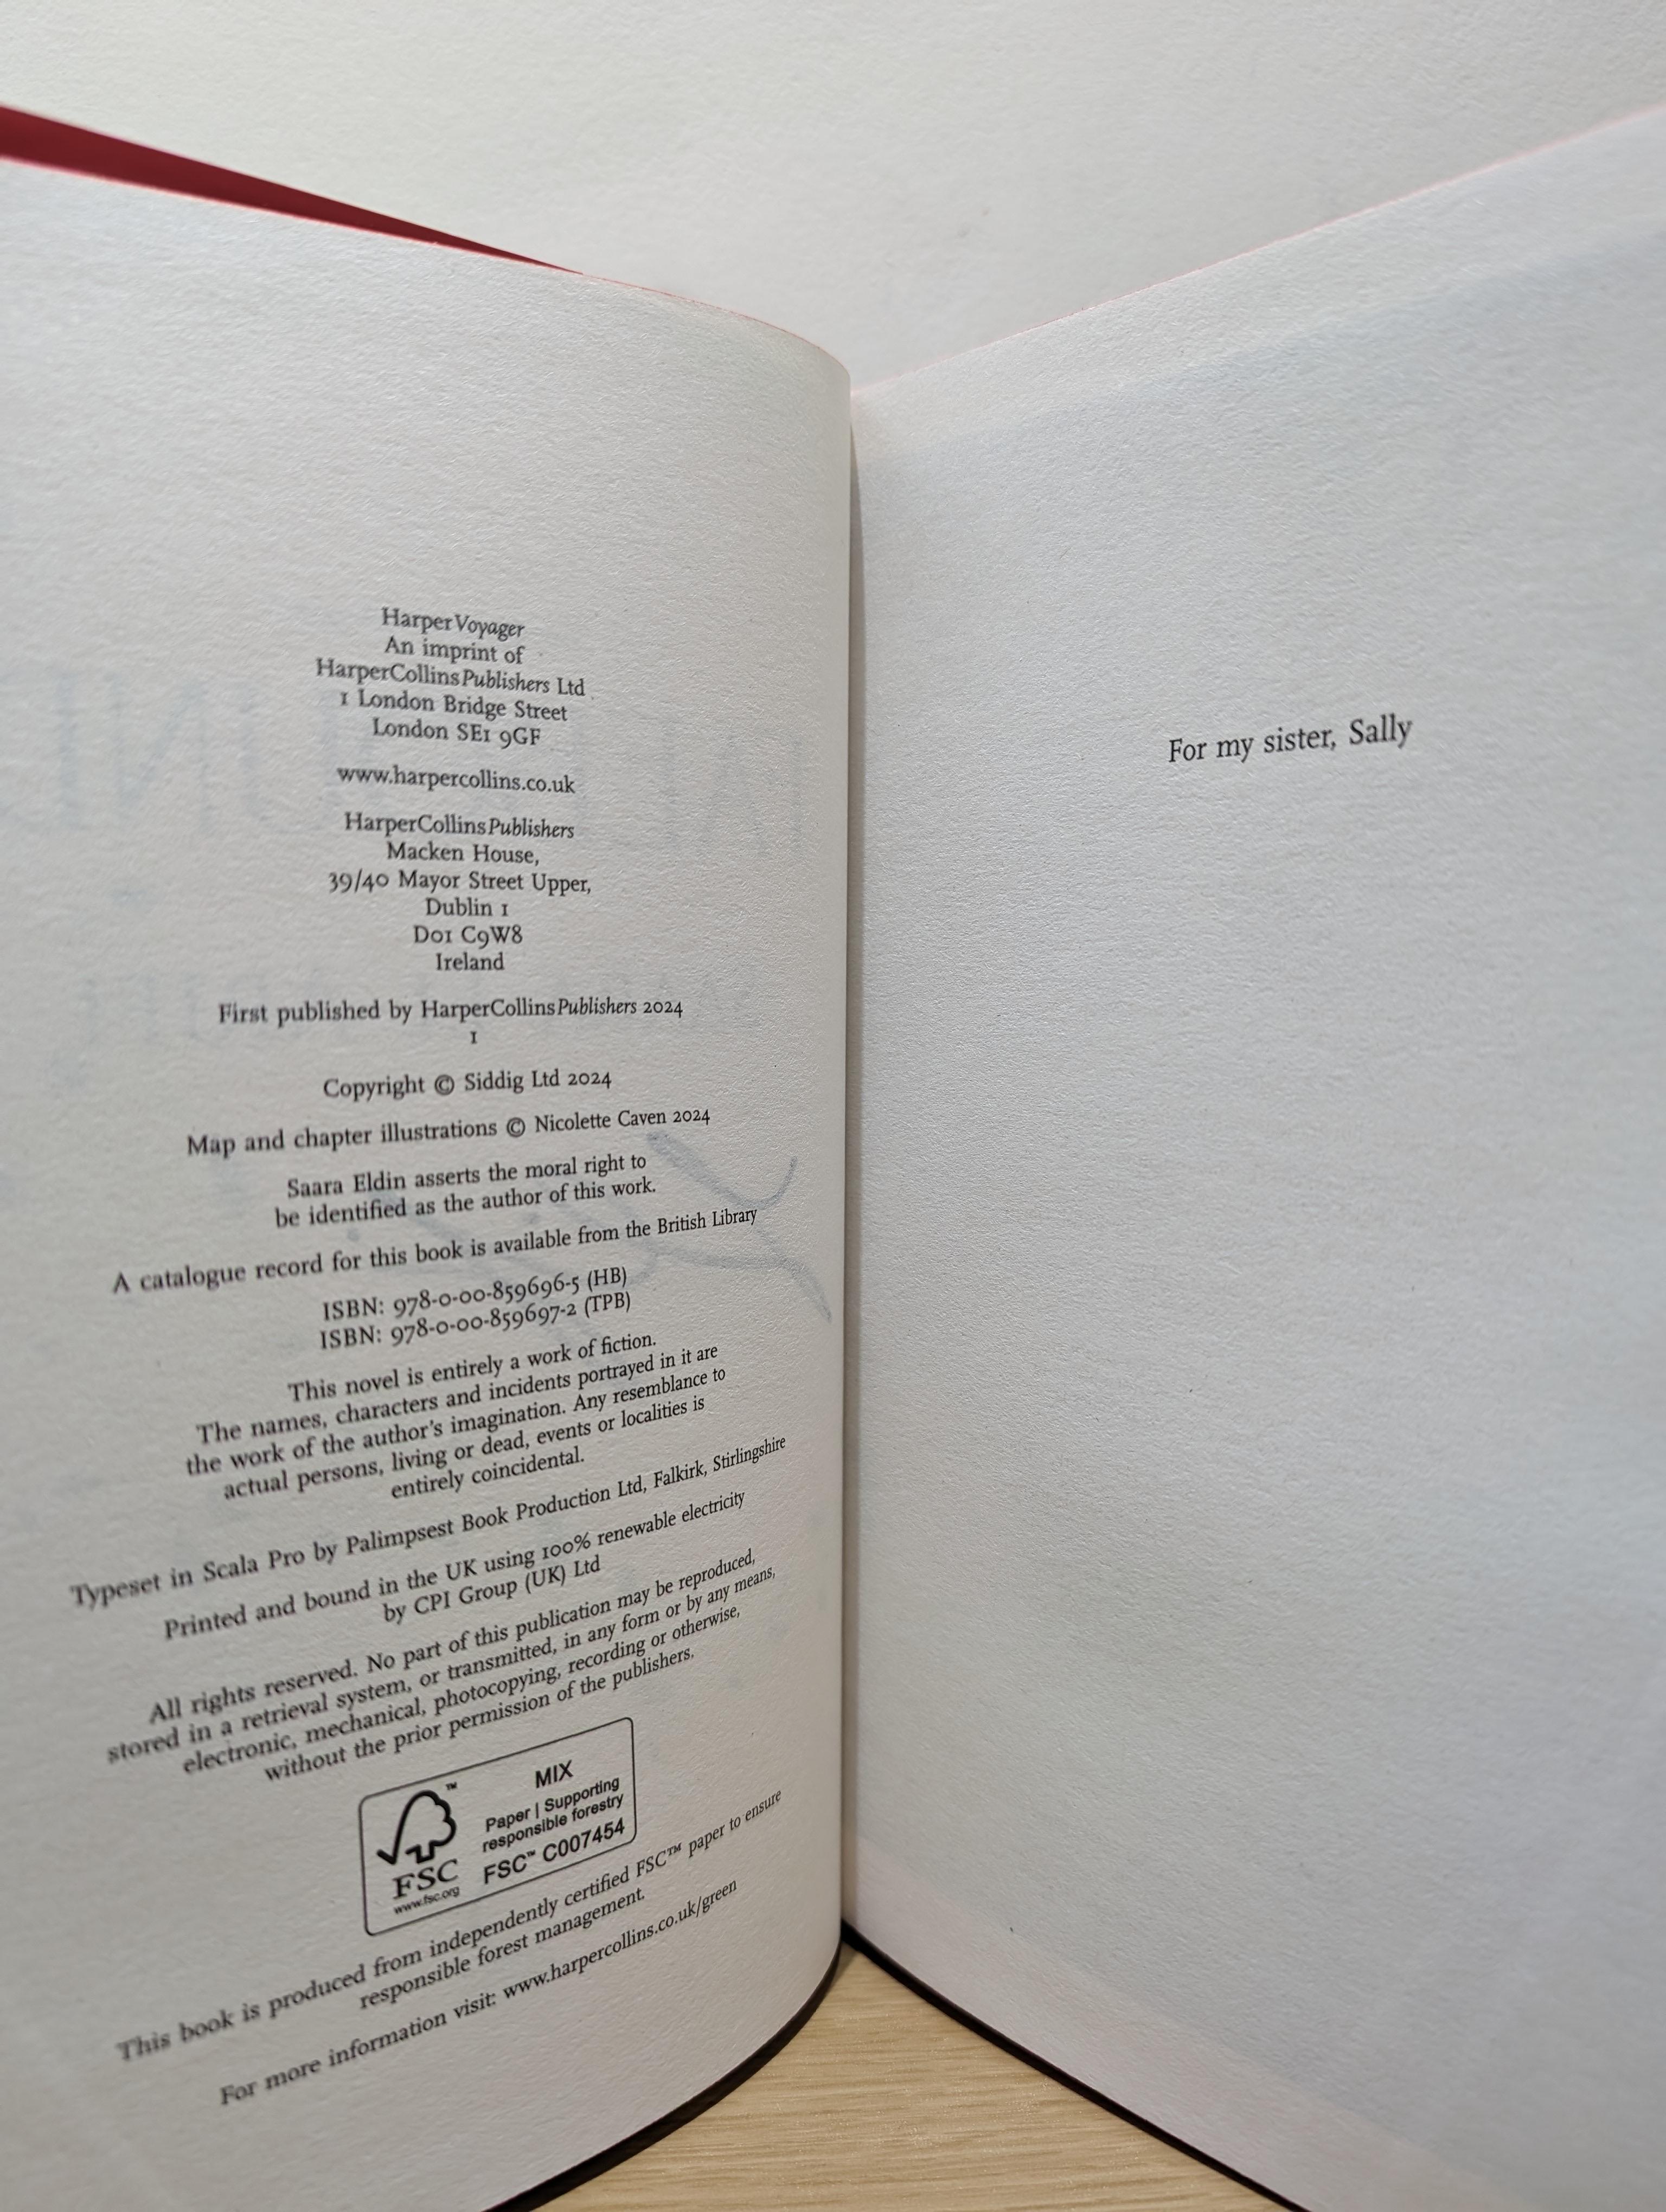 HarperVoyager
An imprint of
HarperCollinsPublishers Ltd
1 London Bridge Street
London SE1 9GF
www.harpercollins.co.uk
HarperCollinsPublishers
Macken House,
39/40 Mayor Street Upper,
Dublin 1
D01 C9W8
Ireland
First published by HarperCollinsPublishers 2024
1
Copyright © Siddig Ltd 2024
Map and chapter illustrations © Nicolette Caven 2024
Saara Eldin asserts the moral right to
be identified as the author of this work.
A catalogue record for this book is available from the British Library
ISBN: 978-0-00-859696-5 (HB)
ISBN: 978-0-00-859697-2 (TPB)
This novel is entirely a work of fiction.
The names, characters and incidents portrayed in it are
the work of the author's imagination. Any resemblance to
actual persons, living or dead, events or localities is
entirely coincidental.
Typeset in Scala Pro by Palimpsest Book Production Ltd, Falkirk, Stirlingshire
Printed and bound in the UK using 100% renewable electricity
by CPI Group (UK) Ltd
All rights reserved. No part of this publication may be reproduced,
stored in a retrieval system, or transmitted, in any form or by any means,
electronic, mechanical, photocopying, recording or otherwise,
without the prior permission of the publishers.
FSC
™
www.fsc.org
MIX
Paper | Supporting
responsible forestry
FSC™ C007454
This book is produced from independently certified FSC™ paper to ensure
responsible forest management.
For more information visit: www.harpercollins.co.uk/green
For my sister, Sally